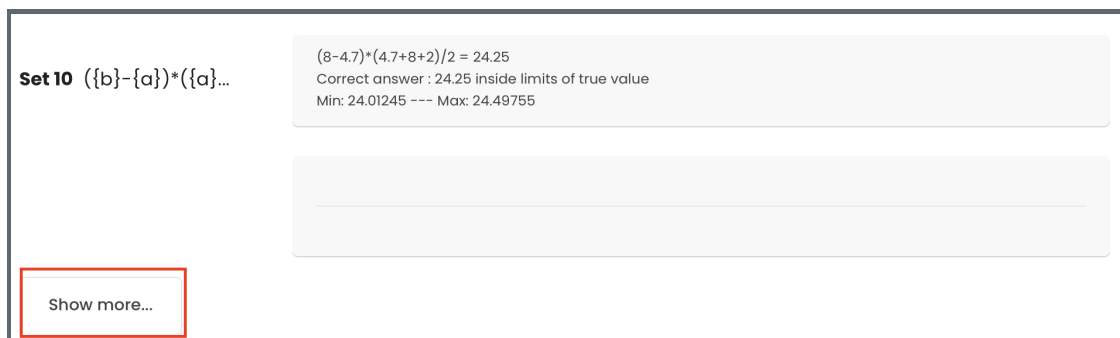 Set 10 ({b}-{a})*({a}...
(8-4.7)*(4.7+8+2)/2 = 24.25
Correct answer : 24.25 inside limits of true value
Min: 24.01245 --- Max: 24.49755
Show more...